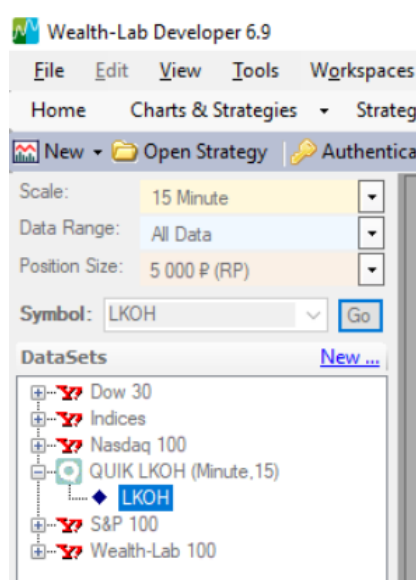 Wealth-Lab Developer 6.9
File Edit View Tools Workspaces
Home Charts & Strategies Strateg
New Open Strategy Authentica
Scale: 15 Minute
Data Range: All Data
Position Size: 5 000 ₽ (RP)
Symbol: LKOH Go
DataSets New ...
Dow 30
Indices
Nasdaq 100
QUIK LKOH (Minute,15)
LKOH
S&P 100
Wealth-Lab 100